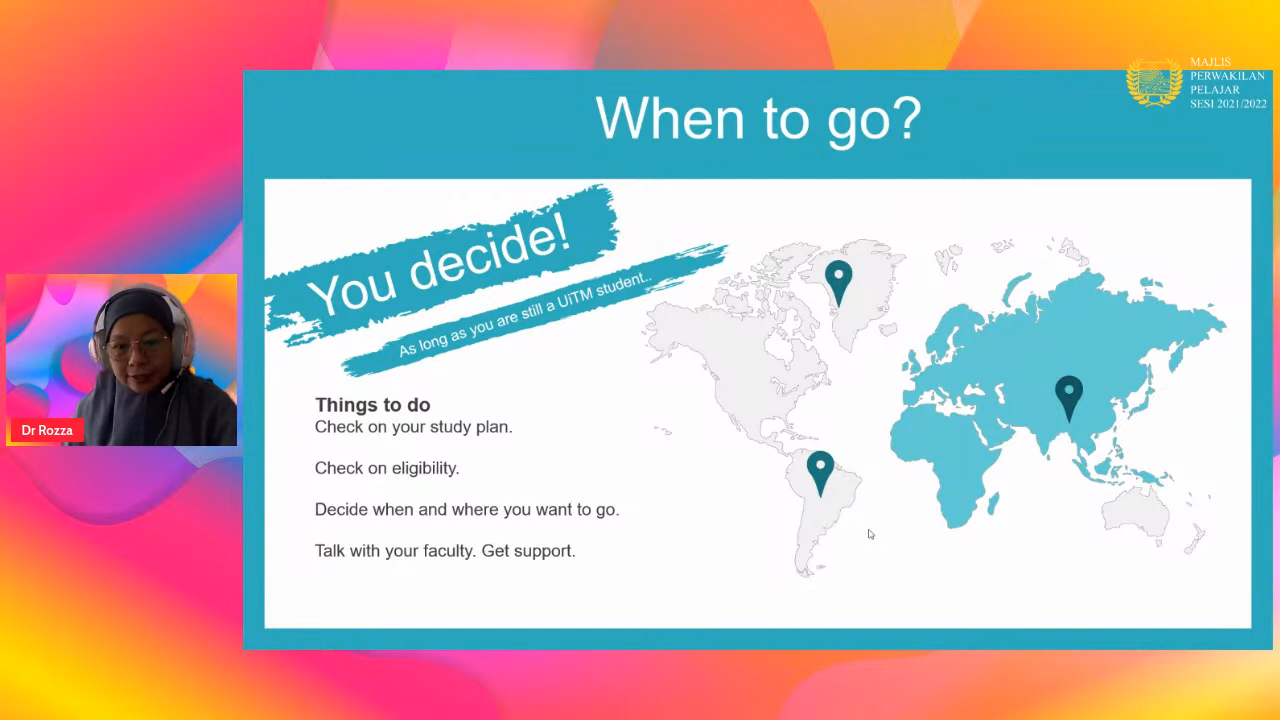 MAJLIS
PERWAKILAN
PELAJAR
SESI 2021/2022
When to go?
You decide!
As long as you are still a UiTM student..
Things to do
Check on your study plan.
Check on eligibility.
Decide when and where you want to go.
Talk with your faculty. Get support.
Dr Rozza